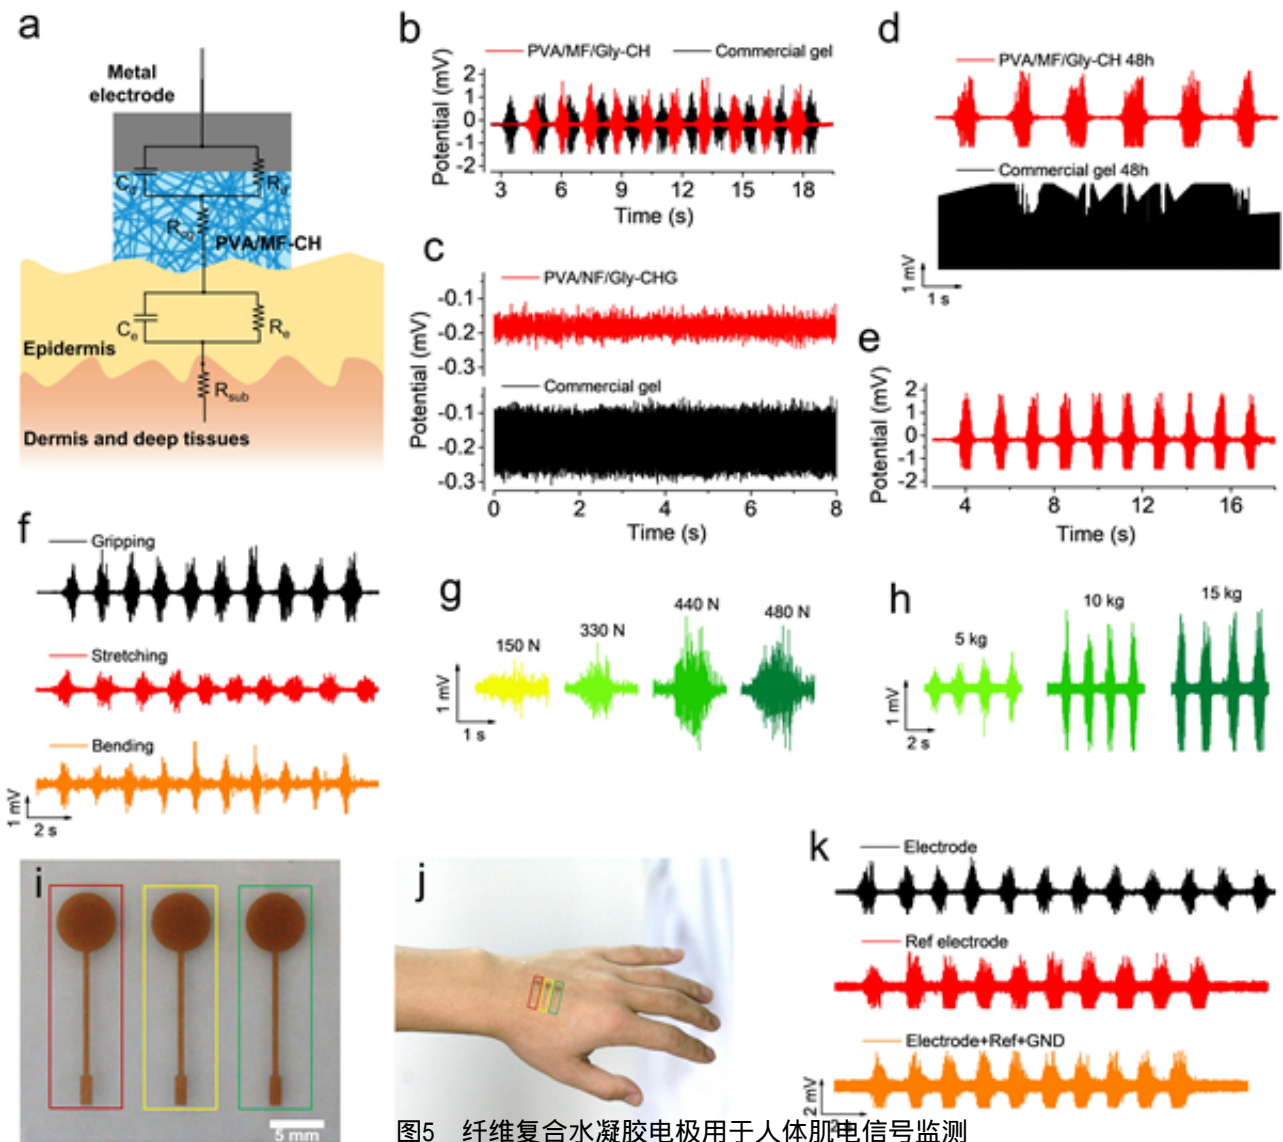 a
Metal
electrode
C_d
R_d
PVA/MF-CH
C_e
R_e
Epidermis
R_sub
Dermis and deep tissues
b
PVA/MF/Gly-CH
Commercial gel
Potential (mV)
2
1
0
-1
-2
3 6 9 12 15 18
Time (s)
c
PVA/NF/Gly-CHG
-0.1
-0.2
-0.3
Commercial gel
-0.1
-0.2
-0.3
Potential (mV)
0 2 4 6 8
Time (s)
d
PVA/MF/Gly-CH 48h
Commercial gel 48h
1 mV
1 s
e
Potential (mV)
2
1
0
-1
-2
4 8 12 16
Time (s)
f
Gripping
Stretching
Bending
1 mV
2 s
g
150 N
330 N
440 N
480 N
1 mV
1 s
h
5 kg
10 kg
15 kg
1 mV
2 s
i
5 mm
j
k
Electrode
Ref electrode
Electrode+Ref+GND
2 mV
图5 纤维复合水凝胶电极用于人体肌电信号监测